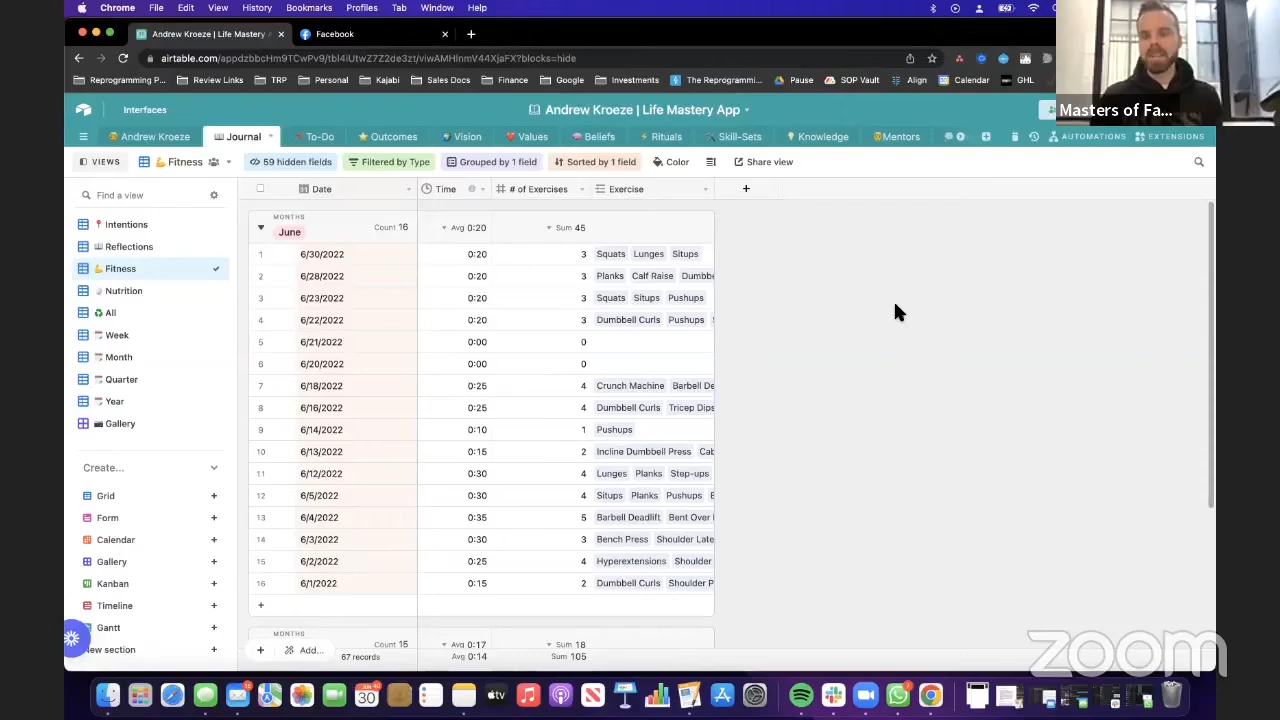 Chrome File Edit View History Bookmarks Profiles Tab Window Help
Andrew Kroeze | Life Mastery A
Facebook
airtable.com/appdzbbcHm9TCwPv9/tbl4iUtwZ7Z2de3zt/viwAMHlnmV44XjaFX?blocks=hide
Reprogramming P... Review Links TRP Personal Kajabi Sales Docs Finance Google Investments The Reprogrammi... Pause SOP Vault Align Calendar GHL
Masters of Fa...
Interfaces
Andrew Kroeze | Life Mastery App
Andrew Kroeze Journal To-Do Outcomes Vision Values Beliefs Rituals Skill-Sets Knowledge Mentors AUTOMATIONS EXTENSIONS
VIEWS Fitness 59 hidden fields Filtered by Type Grouped by 1 field Sorted by 1 field Color Share view
Find a view
Intentions
Reflections
Fitness
Nutrition
All
Week
Month
Quarter
Year
Gallery
Create...
Grid
Form
Calendar
Gallery
Kanban
Timeline
Gantt
New section
Date Time # of Exercises Exercise
MONTHS
June Count 16 Avg 0:20 Sum 45
1 6/30/2022 0:20 3 Squats Lunges Situps
2 6/28/2022 0:20 3 Planks Calf Raise Dumbbe
3 6/23/2022 0:20 3 Squats Situps Pushups
4 6/22/2022 0:20 3 Dumbbell Curls Pushups S
5 6/21/2022 0:00 0
6 6/20/2022 0:00 0
7 6/18/2022 0:25 4 Crunch Machine Barbell De
8 6/16/2022 0:25 4 Dumbbell Curls Tricep Dips
9 6/14/2022 0:10 1 Pushups
10 6/13/2022 0:15 2 Incline Dumbbell Press Cab
11 6/12/2022 0:30 4 Lunges Planks Step-ups
12 6/5/2022 0:30 4 Situps Planks Pushups B
13 6/4/2022 0:35 5 Barbell Deadlift Bent Over
14 6/3/2022 0:30 3 Bench Press Shoulder Late
15 6/2/2022 0:25 4 Hyperextensions Shoulder
16 6/1/2022 0:15 2 Dumbbell Curls Shoulder P
MONTHS
Count 15 Avg 0:17 Sum 18
Add... 67 records Avg 0:14 Sum 105
zoom